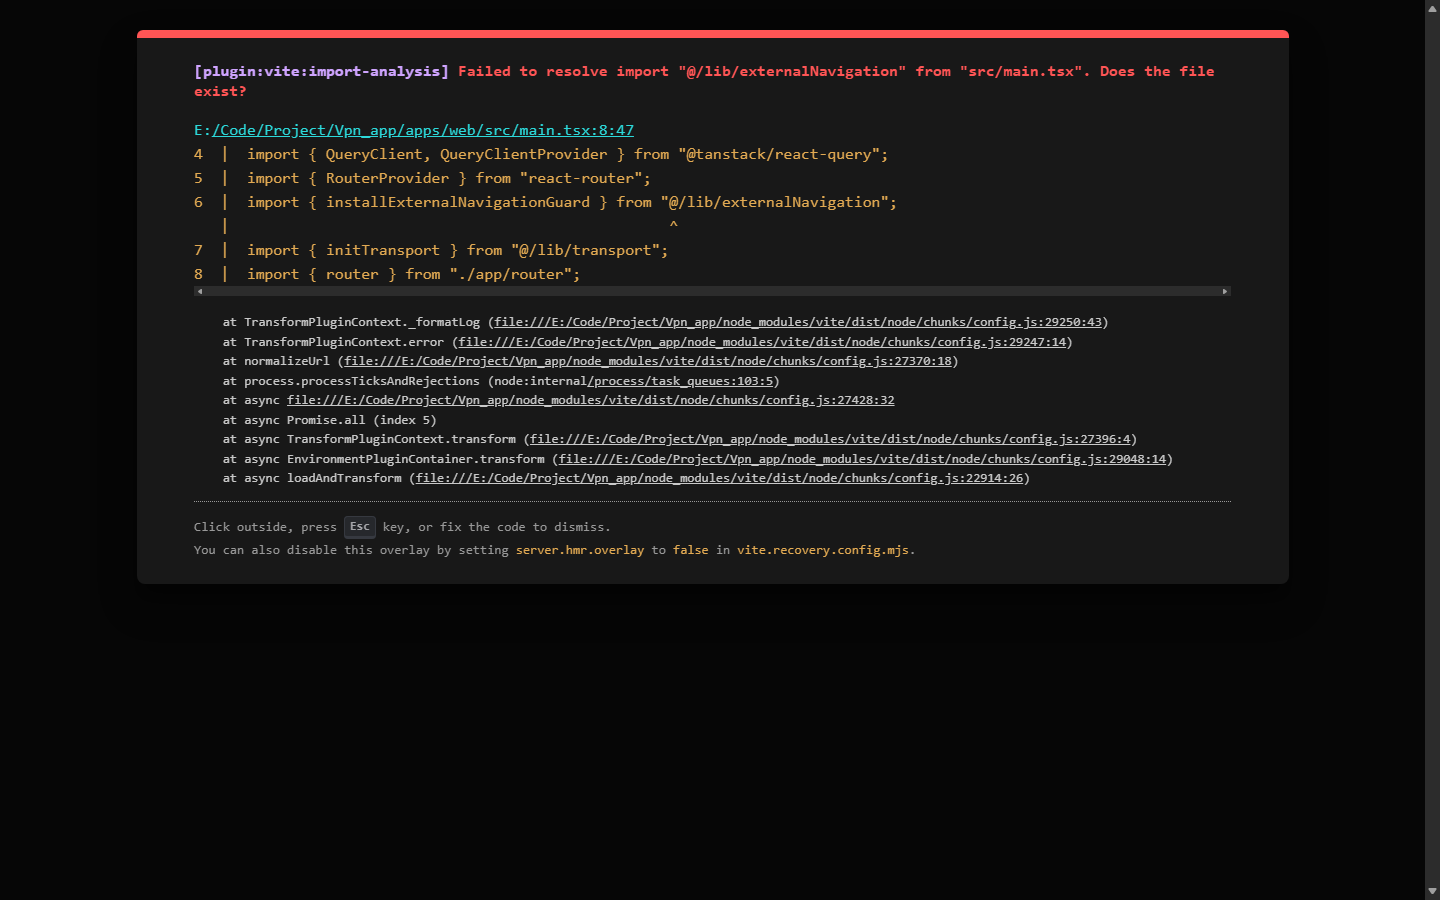 [plugin:vite:import-analysis] Failed to resolve import "@/lib/externalNavigation" from "src/main.tsx". Does the file
exist?
E:/Code/Project/Vpn_app/apps/web/src/main.tsx:8:47
4  |  import { QueryClient, QueryClientProvider } from "@tanstack/react-query";
5  |  import { RouterProvider } from "react-router";
6  |  import { installExternalNavigationGuard } from "@/lib/externalNavigation";
   |                                                  ^
7  |  import { initTransport } from "@/lib/transport";
8  |  import { router } from "./app/router";
at TransformPluginContext._formatLog (file:///E:/Code/Project/Vpn_app/node_modules/vite/dist/node/chunks/config.js:29250:43)
at TransformPluginContext.error (file:///E:/Code/Project/Vpn_app/node_modules/vite/dist/node/chunks/config.js:29247:14)
at normalizeUrl (file:///E:/Code/Project/Vpn_app/node_modules/vite/dist/node/chunks/config.js:27370:18)
at process.processTicksAndRejections (node:internal/process/task_queues:103:5)
at async file:///E:/Code/Project/Vpn_app/node_modules/vite/dist/node/chunks/config.js:27428:32
at async Promise.all (index 5)
at async TransformPluginContext.transform (file:///E:/Code/Project/Vpn_app/node_modules/vite/dist/node/chunks/config.js:27396:4)
at async EnvironmentPluginContainer.transform (file:///E:/Code/Project/Vpn_app/node_modules/vite/dist/node/chunks/config.js:29048:14)
at async loadAndTransform (file:///E:/Code/Project/Vpn_app/node_modules/vite/dist/node/chunks/config.js:22914:26)
Click outside, press Esc key, or fix the code to dismiss.
You can also disable this overlay by setting server.hmr.overlay to false in vite.recovery.config.mjs.